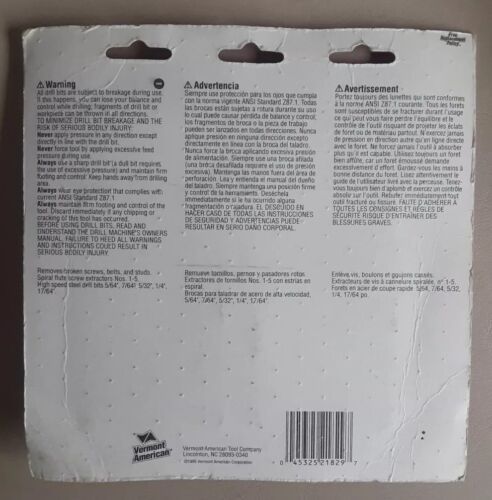 Free
Replacement
Policy.
⚠ Warning
All drill bits are subject to breakage during use.
If this happens, you can lose your balance and
control while drilling; fragments of drill bit or
workpiece can be thrown in all directions.
TO MINIMIZE DRILL BIT BREAKAGE AND THE
RISK OF SERIOUS BODILY INJURY:
Never apply pressure in any direction except
directly in line with the drill bit.
Never force tool by applying excessive feed
pressure during use.
Always use a sharp drill bit (a dull bit requires
the use of excessive pressure) and maintain firm
footing and control. Keep hands away from drilling
area.
Always wear eye protection that complies with
current ANSI Standard Z87.1.
Always maintain firm footing and control of the
tool. Discard immediately if any chipping or
cracking of this tool has occurred.
BEFORE USING DRILL BITS, READ AND
UNDERSTAND THE DRILL MACHINE'S OWNERS
MANUAL. FAILURE TO HEED ALL WARNINGS
AND INSTRUCTIONS COULD RESULT IN
SERIOUS BODILY INJURY.
Removes broken screws, bolts, and studs.
Spiral flute screw extractors Nos. 1-5.
High speed steel drill bits 5/64", 7/64", 5/32", 1/4",
17/64"
⚠ Advertencia
Siempre use protección para los ojos que cumpla
con la norma vigente ANSI Standard Z87.1. Todas
las brocas están sujetas a rotura durante su uso
lo cual puede causar pérdida de balance y control;
los fragmentos de broca o la pieza de trabajo
pueden ser lanzados en todas direcciones. Nunca
aplique presión en ninguna dirección excepto
directamente en línea con la broca del taladro.
Nunca force la broca aplicando excesiva presión
de alimentación. Siempre use una broca afilada
(una broca desafilada requiere el uso de presión
excesiva). Mantenga las manos fuera del área de
perforación. Lea y entienda el manual del dueño
del taladro. Siempre mantenga una posición firme
y control de la herramienta. Deséchela
inmediatamente si le ha ocurrido alguna
fragmentación o rajadura. EL DESCUIDO EN
HACER CASO DE TODAS LAS INSTRUCCIONES
DE SEGURIDAD Y ADVERTENCIAS PUEDE
RESULTAR EN SERIO DAÑO CORPORAL.
Remueve tornillos, pernos y pasadores rotos.
Extractores de tornillos Nos. 1-5 con estrías en
espiral.
Brocas para taladrar de acero de alta velocidad,
5/64", 7/64", 5/32", 1/4", 17/64"
⚠ Avertissement
Portez toujours des lunettes qui sont conformes
à la norme ANSI Z87.1 courante. Tous les forets
sont susceptibles de se fracturer durant l'usage
ce qui peut vous faire perdre l'équilibre et le
contrôle de l'outil risquant de projeter les éclats
de foret ou de matériau partout. N'exercez jamais
de pression en direction autre qu'en ligne directe
avec le foret. Ne forcez jamais l'outil à absorber
plus qu'il est capable. Utilisez toujours un foret
bien affûté, car un foret émoussé demande
excessivement d'effort. Gardez-vous les mains à
bonne distance du foret. Lisez attentivement le
guide de l'utilisateur livré avec la perceuse. Tenez-
vous toujours bien d'aplomb et exercez un contrôle
absolu sur l'outil. Rebutez-le immédiatement s'il
est fissuré ou ébréché. FAUTE D'ADHÉRER À
TOUTES LES CONSIGNES ET RÈGLES DE
SÉCURITÉ RISQUE D'ENTRAÎNER DES
BLESSURES GRAVES.
Enlève vis, boulons et goujons cassés.
Extracteurs de vis à cannelure spiralée, n° 1-5.
Forets en acier de coupe rapide 5/64, 7/64, 5/32,
1/4, 17/64 po.
Vermont
American®
Vermont American Tool Company
Lincolnton, NC 28093-0340
Vermont American Corporation
0 45325 21829 7